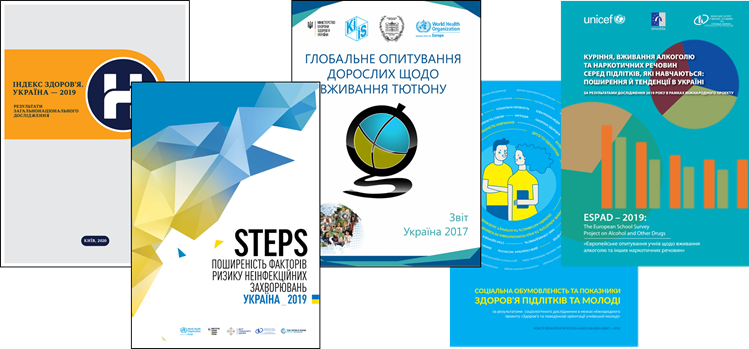 ІНДЕКС ЗДОРОВ'Я.
УКРАЇНА — 2019
РЕЗУЛЬТАТИ
ЗАГАЛЬНОНАЦІОНАЛЬНОГО
ДОСЛІДЖЕННЯ
КИЇВ, 2020
STEPS
ПОШИРЕНІСТЬ ФАКТОРІВ
РИЗИКУ НЕІНФЕКЦІЙНИХ
ЗАХВОРЮВАНЬ
УКРАЇНА _ 2019
МІНІСТЕРСТВО
ОХОРОНИ
ЗДОРОВ'Я
УКРАЇНИ
KIIS
World Health
Organization
Europe
ГЛОБАЛЬНЕ ОПИТУВАННЯ
ДОРОСЛИХ ЩОДО
ВЖИВАННЯ ТЮТЮНУ
Звіт
Україна 2017
СОЦІАЛЬНА ОБУМОВЛЕНІСТЬ ТА ПОКАЗНИКИ
ЗДОРОВ'Я ПІДЛІТКІВ ТА МОЛОДІ
unicef
КУРІННЯ, ВЖИВАННЯ АЛКОГОЛЮ
ТА НАРКОТИЧНИХ РЕЧОВИН
СЕРЕД ПІДЛІТКІВ, ЯКІ НАВЧАЮТЬСЯ:
ПОШИРЕННЯ Й ТЕНДЕНЦІЇ В УКРАЇНІ
ЗА РЕЗУЛЬТАТАМИ ДОСЛІДЖЕННЯ 2019 РОКУ В РАМКАХ МІЖНАРОДНОГО ПРОЕКТУ
ESPAD – 2019:
The European School Survey
Project on Alcohol and Other Drugs
«Європейське опитування учнів щодо вживання
алкоголю та інших наркотичних речовин»